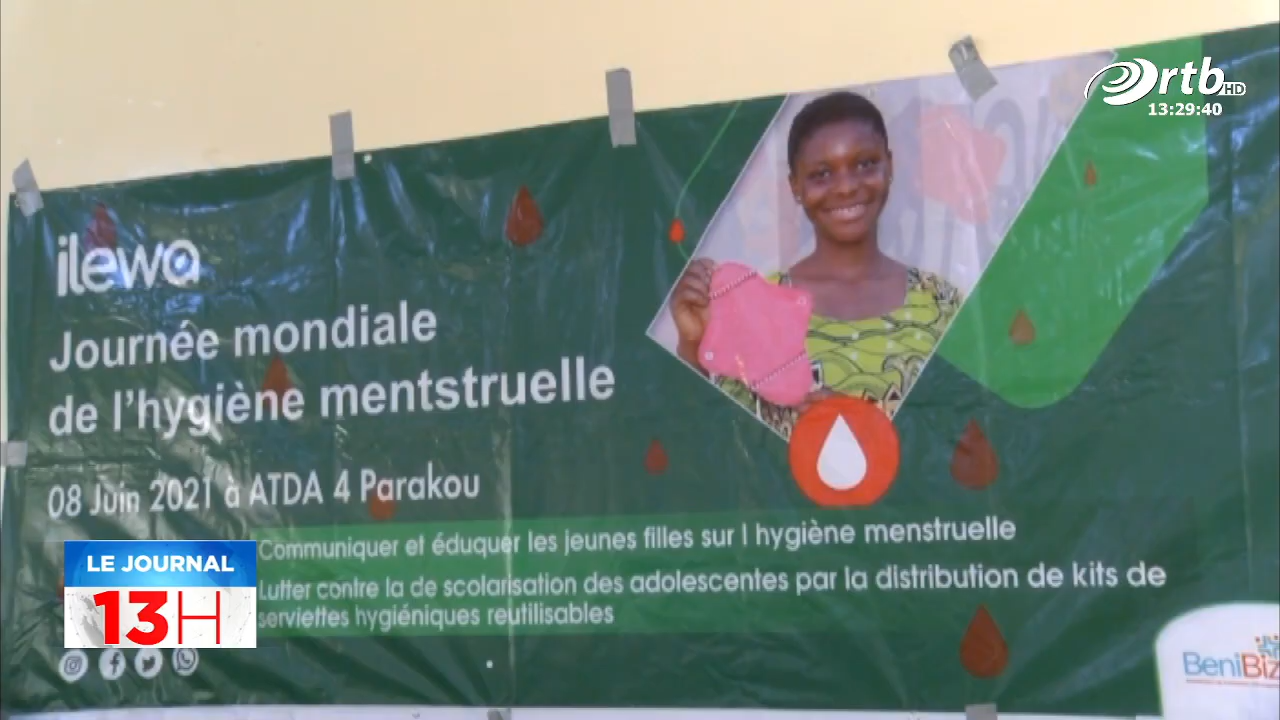 ortb HD
13:29:40
ilewa
Journée mondiale
de l'hygiène mentstruelle
08 Juin 2021 à ATDA 4 Parakou
Communiquer et éduquer les jeunes filles sur l hygiène menstruelle
Lutter contre la de scolarisation des adolescentes par la distribution de kits de
serviettes hygiéniques reutilisables
LE JOURNAL
13H
BeniBiz